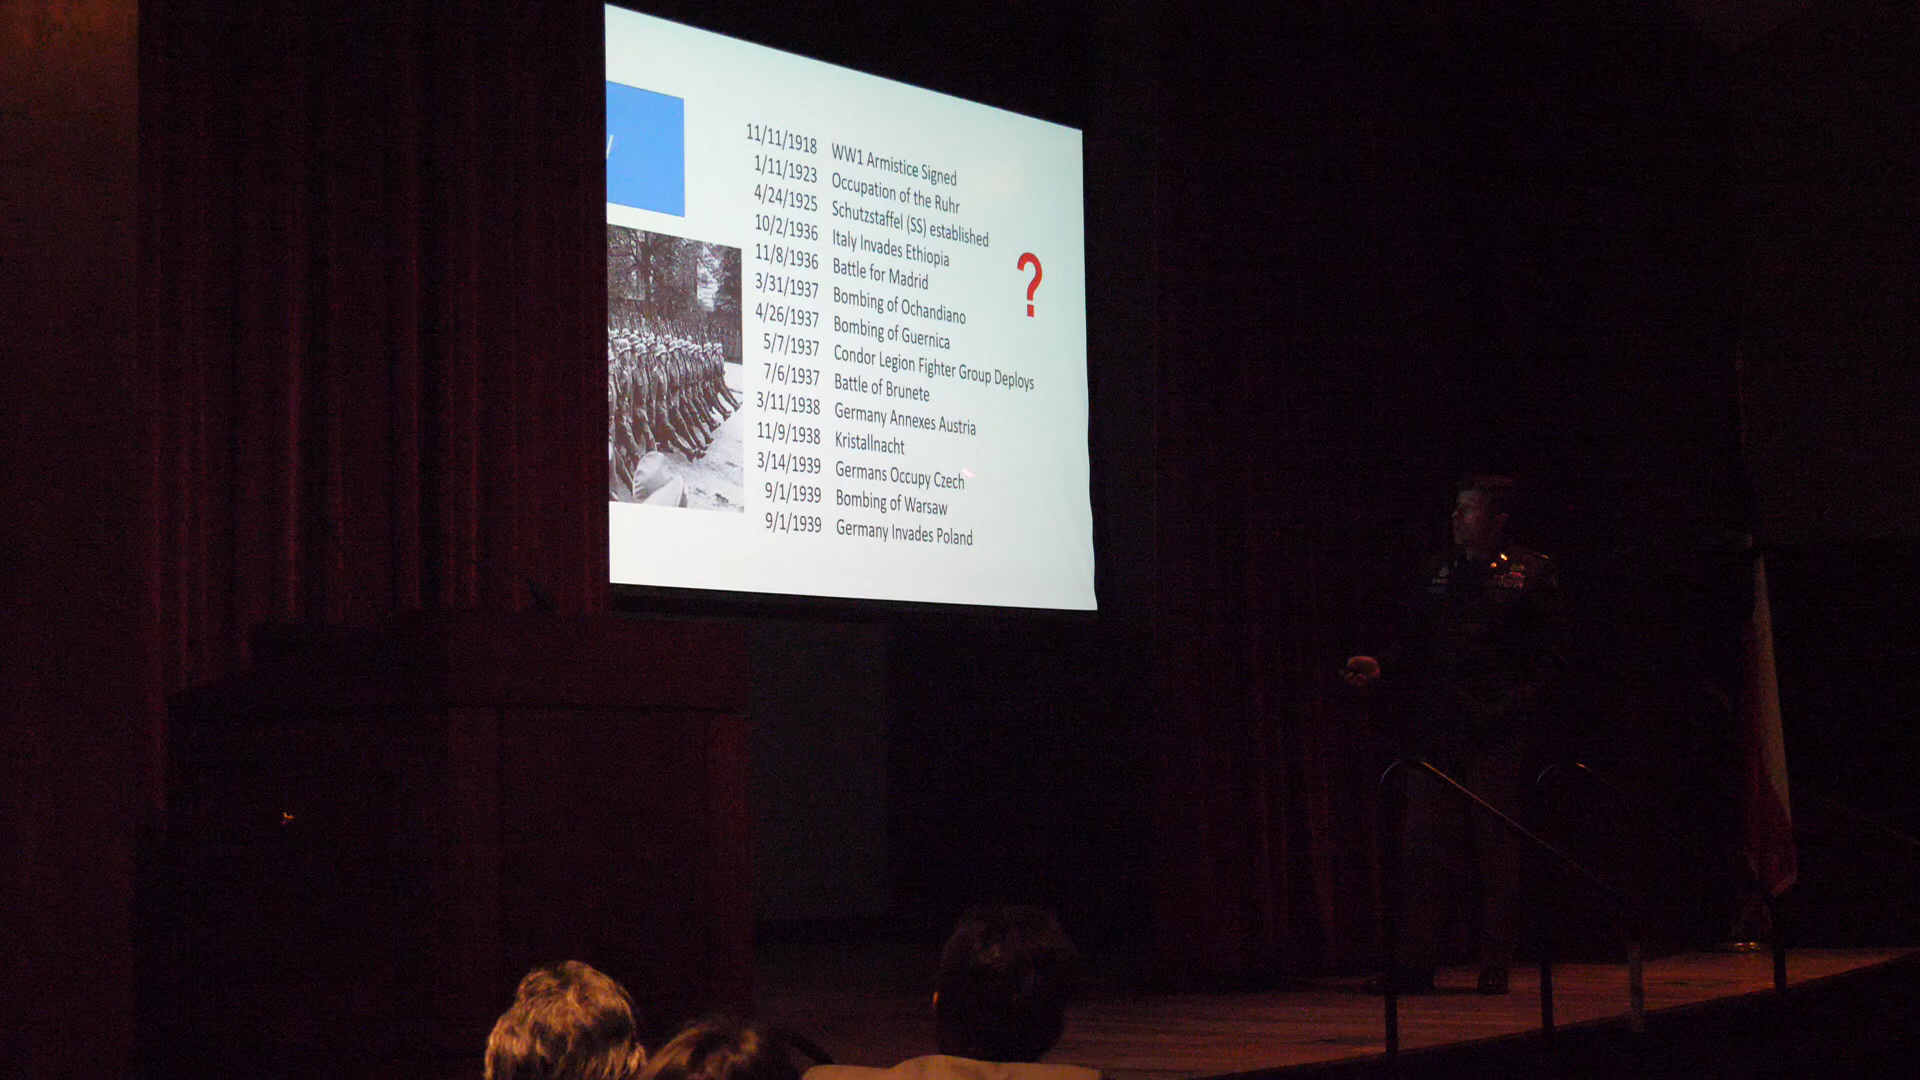 11/11/1918 WW1 Armistice Signed
1/11/1923 Occupation of the Ruhr
4/24/1925 Schutzstaffel (SS) established
10/2/1936 Italy Invades Ethiopia
11/8/1936 Battle for Madrid
3/31/1937 Bombing of Ochandiano
4/26/1937 Bombing of Guernica
5/7/1937 Condor Legion Fighter Group Deploys
7/6/1937 Battle of Brunete
3/11/1938 Germany Annexes Austria
11/9/1938 Kristallnacht
3/14/1939 Germans Occupy Czech
9/1/1939 Bombing of Warsaw
9/1/1939 Germany Invades Poland
?